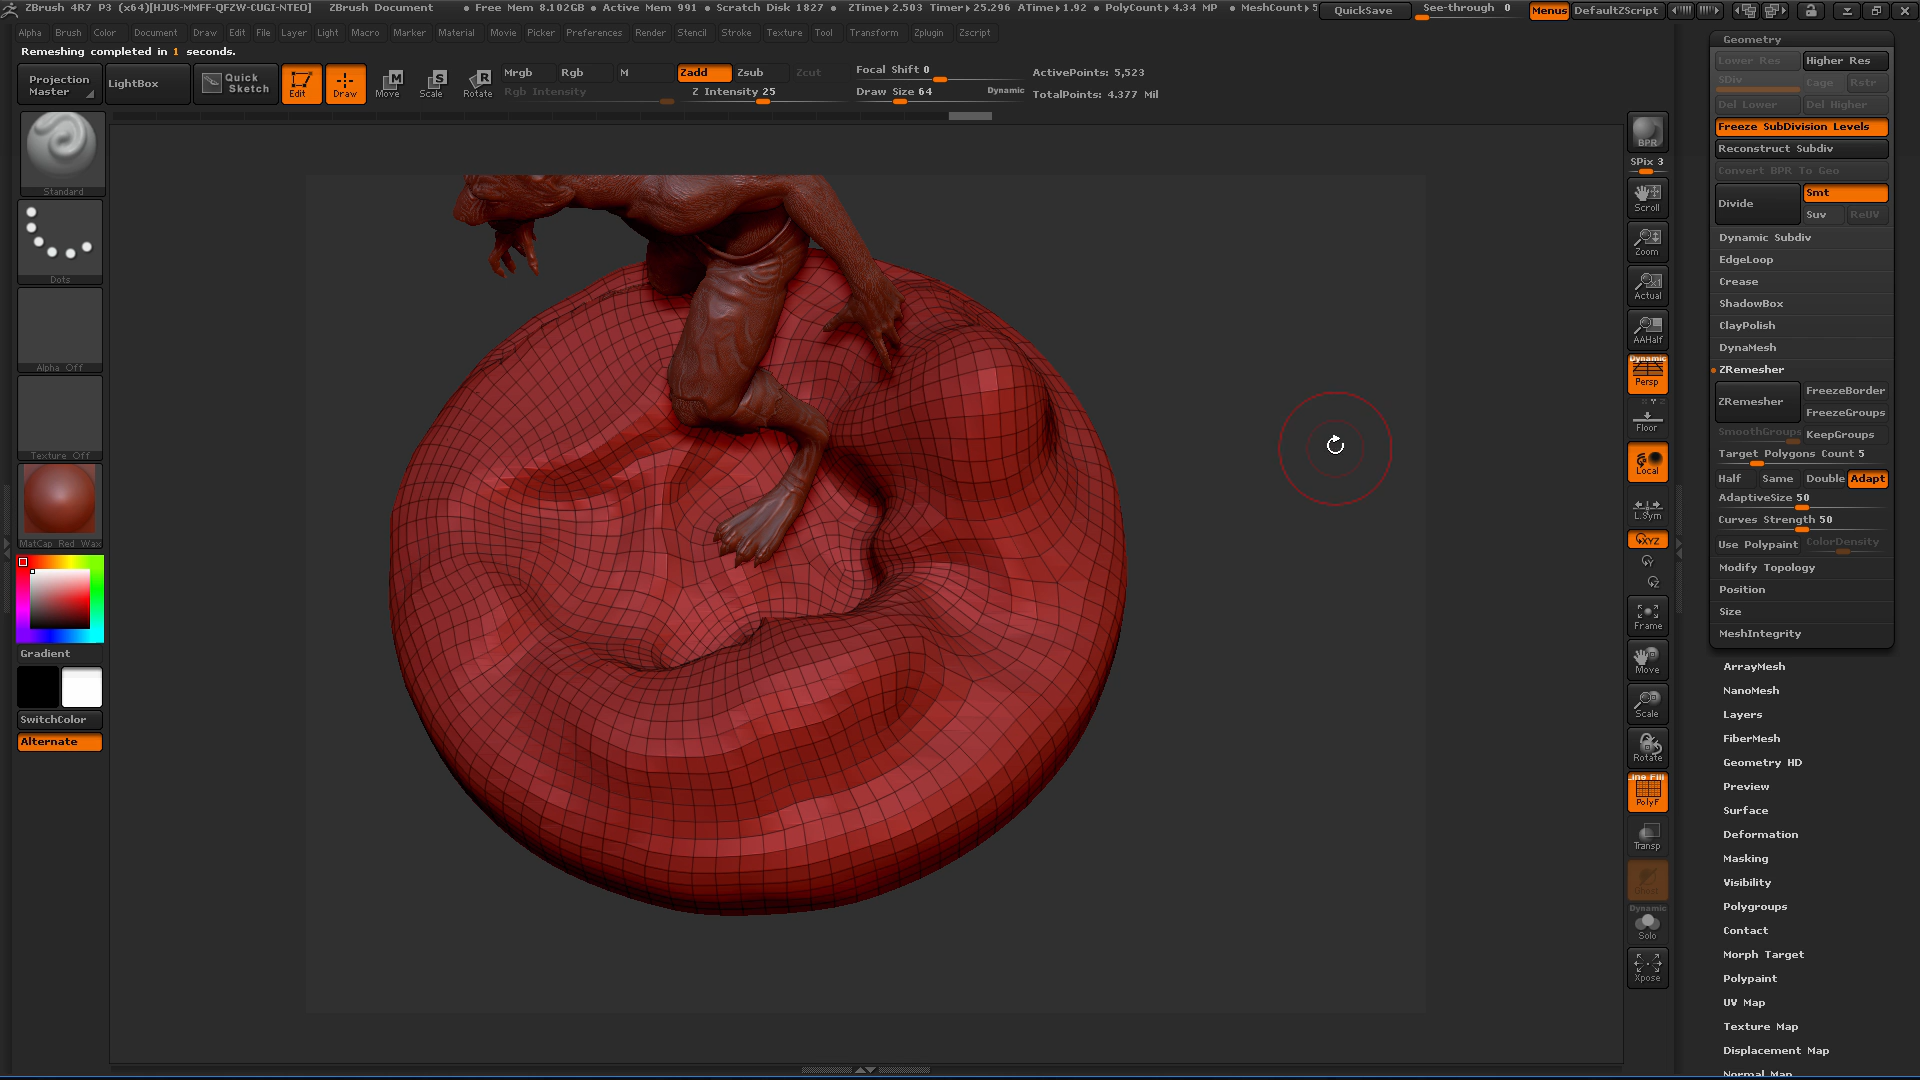 ZBrush 4R7 P3 (x64)[HJUS-MMFF-QFZW-CUGI-NTEO] ZBrush Document • Free Mem 8.102GB • Active Mem 991 • Scratch Disk 1827 • ZTime▸2.503 Timer▸25.296 ATime▸1.92 • PolyCount▸4.34 MP • MeshCount▸5 QuickSave See-through 0 Menus DefaultZScript
Alpha Brush Color Document Draw Edit File Layer Light Macro Marker Material Movie Picker Preferences Render Stencil Stroke Texture Tool Transform Zplugin Zscript
Remeshing completed in 1 seconds.
Projection Master
LightBox
Quick Sketch
Edit
Draw
Move
Scale
Rotate
Mrgb Rgb M
Rgb Intensity
Zadd Zsub Zcut
Z Intensity 25
Focal Shift 0
Draw Size 64
Dynamic
ActivePoints: 5,523
TotalPoints: 4.377 Mil
Standard
Dots
Alpha Off
Texture Off
MatCap Red Wax
Gradient
SwitchColor
Alternate
BPR
SPix 3
Scroll
Zoom
Actual
AAHalf
Dynamic
Persp
Floor
Local
L.Sym
XYZ
Y
Z
Frame
Move
Scale
Rotate
Line Fill
PolyF
Transp
Ghost
Dynamic
Solo
Xpose
Geometry
Lower Res Higher Res
SDiv Cage Rstr
Del Lower Del Higher
Freeze SubDivision Levels
Reconstruct Subdiv
Convert BPR To Geo
Divide
Smt
Suv ReUV
Dynamic Subdiv
EdgeLoop
Crease
ShadowBox
ClayPolish
DynaMesh
ZRemesher
ZRemesher
FreezeBorder
FreezeGroups
SmoothGroups KeepGroups
Target Polygons Count 5
Half Same Double Adapt
AdaptiveSize 50
Curves Strength 50
Use Polypaint ColorDensity
Modify Topology
Position
Size
MeshIntegrity
ArrayMesh
NanoMesh
Layers
FiberMesh
Geometry HD
Preview
Surface
Deformation
Masking
Visibility
Polygroups
Contact
Morph Target
Polypaint
UV Map
Texture Map
Displacement Map
Normal Map